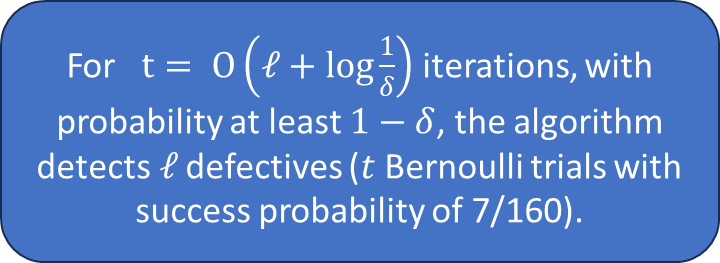 For t = O(ℓ + log 1/δ) iterations, with
probability at least 1 − δ, the algorithm
detects ℓ defectives (t Bernoulli trials with
success probability of 7/160).